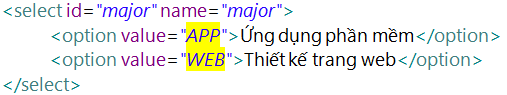 <select id="major" name="major">
<option value="APP">Ứng dụng phần mềm</option>
<option value="WEB">Thiết kế trang web</option>
</select>